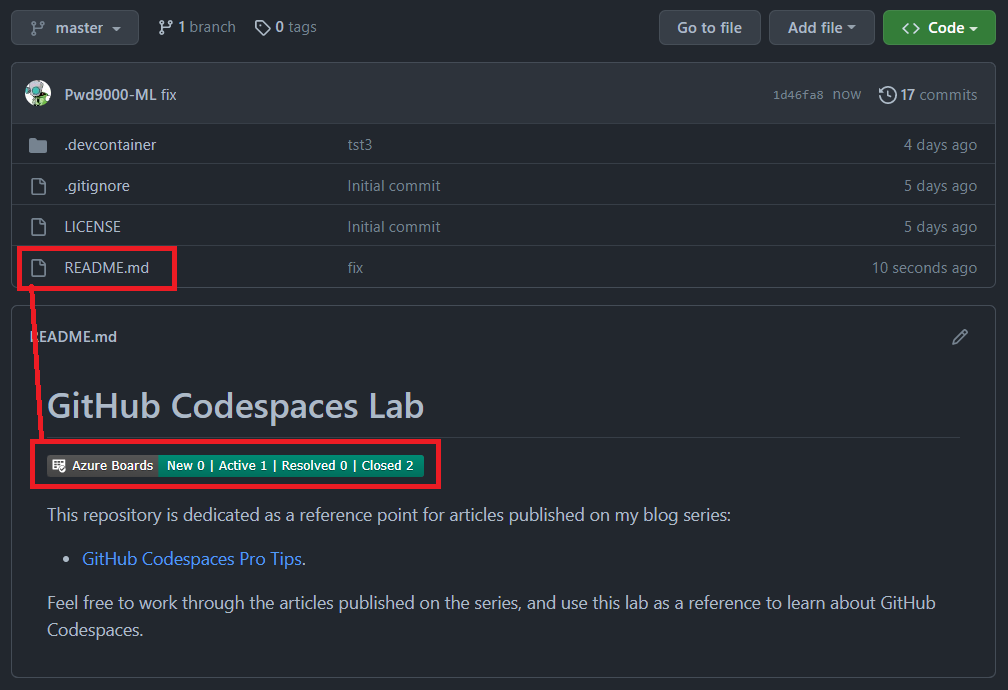 master 1 branch 0 tags Go to file Add file Code
Pwd9000-ML fix 1d46fa8 now 17 commits
.devcontainer tst3 4 days ago
.gitignore Initial commit 5 days ago
LICENSE Initial commit 5 days ago
README.md fix 10 seconds ago
README.md
GitHub Codespaces Lab
Azure Boards New 0 | Active 1 | Resolved 0 | Closed 2
This repository is dedicated as a reference point for articles published on my blog series:
• GitHub Codespaces Pro Tips.
Feel free to work through the articles published on the series, and use this lab as a reference to learn about GitHub
Codespaces.